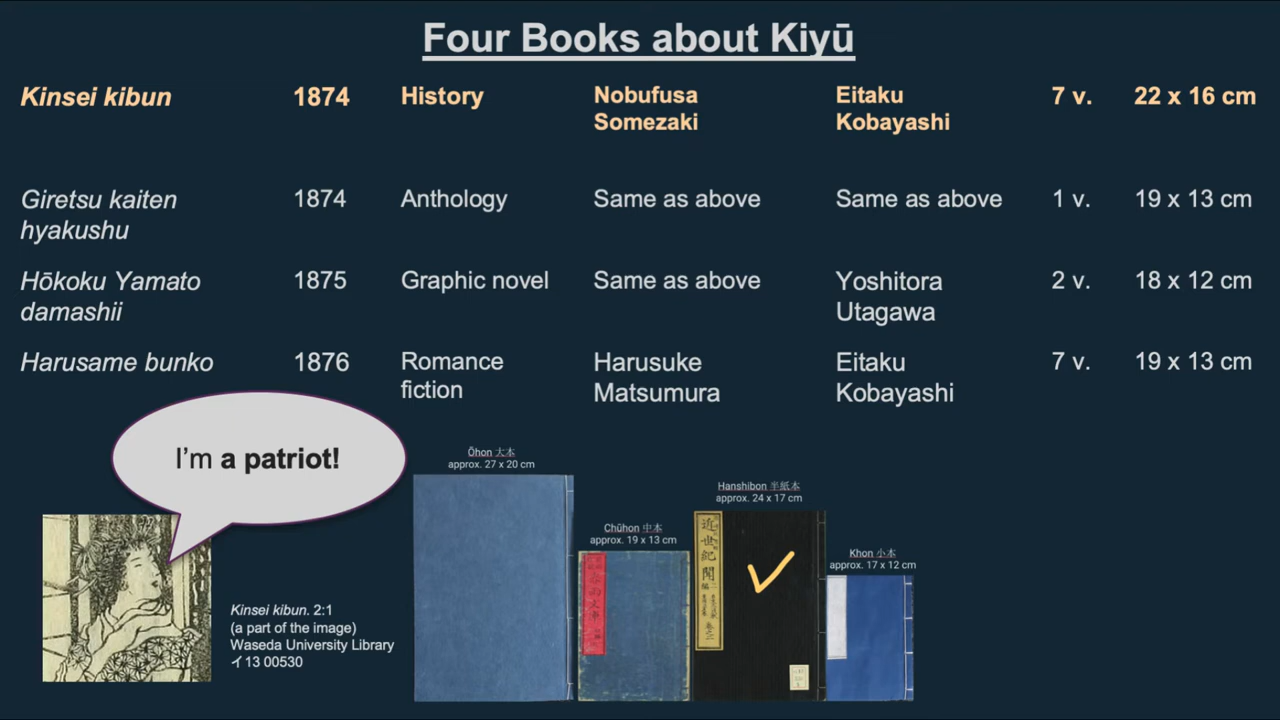 Four Books about Kiyū
Kinsei kibun 1874 History Nobufusa Somezaki Eitaku Kobayashi 7 v. 22 x 16 cm
Giretsu kaiten hyakushu 1874 Anthology Same as above Same as above 1 v. 19 x 13 cm
Hōkoku Yamato damashii 1875 Graphic novel Same as above Yoshitora Utagawa 2 v. 18 x 12 cm
Harusame bunko 1876 Romance fiction Harusuke Matsumura Eitaku Kobayashi 7 v. 19 x 13 cm
I'm a patriot!
Kinsei kibun. 2:1
(a part of the image)
Waseda University Library
イ13 00530
Ōhon 大本
approx. 27 x 20 cm
Chūhon 中本
approx. 19 x 13 cm
Hanshibon 半紙本
approx. 24 x 17 cm
近世紀聞
Khon 小本
approx. 17 x 12 cm